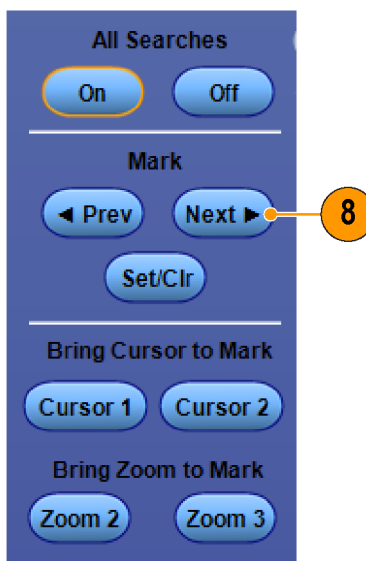 All Searches
On Off
Mark
◄ Prev Next ►
8
Set/Clr
Bring Cursor to Mark
Cursor 1 Cursor 2
Bring Zoom to Mark
Zoom 2 Zoom 3